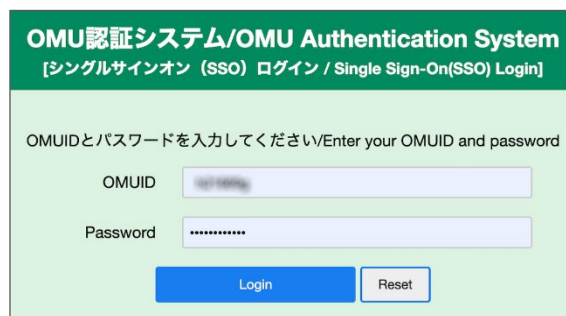 OMU認証システム/OMU Authentication System
[シングルサインオン（SSO）ログイン / Single Sign-On(SSO) Login]
OMUIDとパスワードを入力してください/Enter your OMUID and password
OMUID
Password ••••••••••••
Login Reset